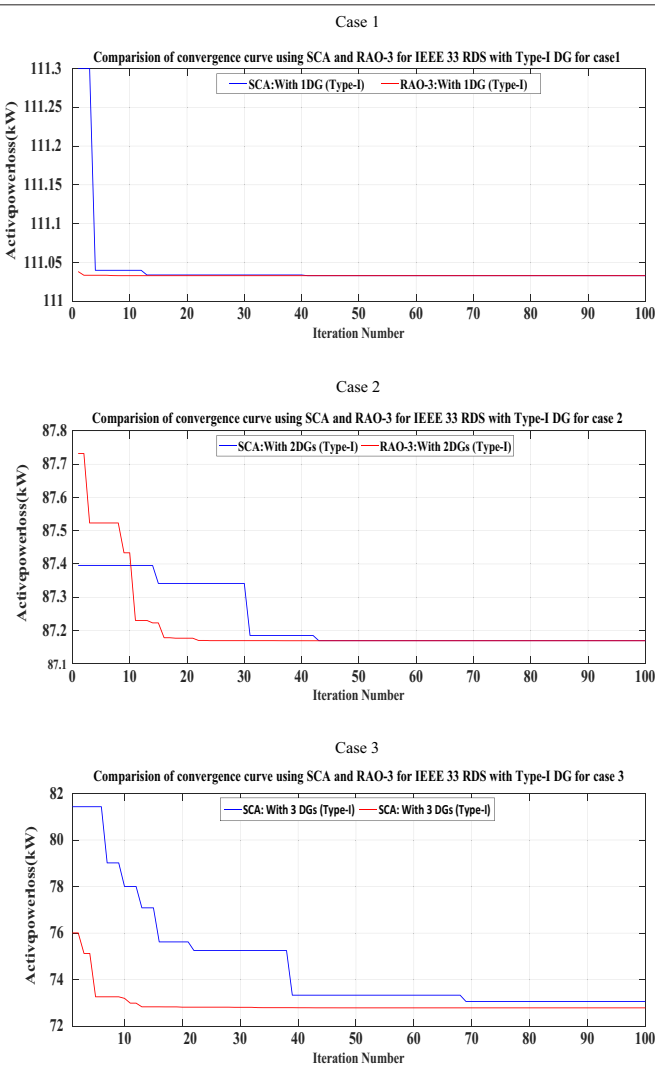 Case 1
Comparision of convergence curve using SCA and RAO-3 for IEEE 33 RDS with Type-I DG for case1
SCA:With 1DG (Type-I) RAO-3:With 1DG (Type-I)
111.3
111.25
111.2
111.15
111.1
111.05
111
Activeqpowerloss(kW)
0 10 20 30 40 50 60 70 80 90 100
Iteration Number
Case 2
Comparision of convergence curve using SCA and RAO-3 for IEEE 33 RDS with Type-I DG for case 2
SCA:With 2DGs (Type-I) RAO-3:With 2DGs (Type-I)
87.8
87.7
87.6
87.5
87.4
87.3
87.2
87.1
Activeqpowerloss(kW)
0 10 20 30 40 50 60 70 80 90 100
Iteration Number
Case 3
Comparision of convergence curve using SCA and RAO-3 for IEEE 33 RDS with Type-I DG for case 3
SCA: With 3 DGs (Type-I) SCA: With 3 DGs (Type-I)
82
80
78
76
74
72
Activeqpowerloss(kW)
10 20 30 40 50 60 70 80 90 100
Iteration Number